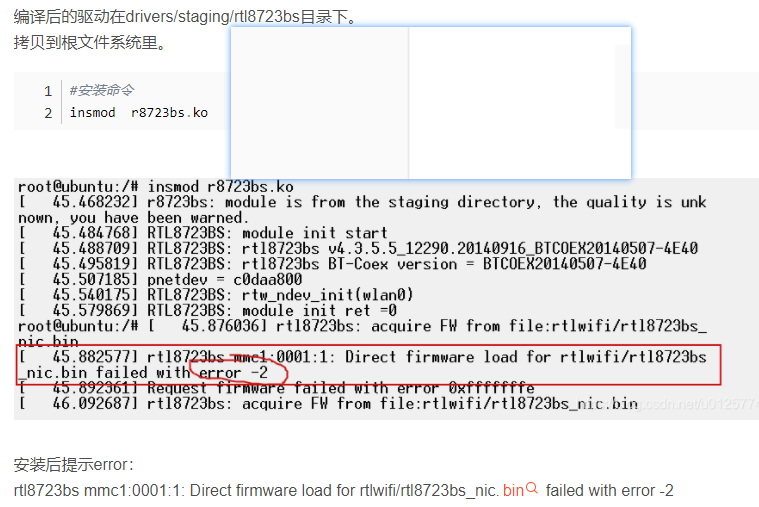 编译后的驱动在drivers/staging/rtl8723bs目录下。
拷贝到根文件系统里。
1 #安装命令
2 insmod r8723bs.ko
root@ubuntu:/# insmod r8723bs.ko
[ 45.468232] r8723bs: module is from the staging directory, the quality is unk
nown, you have been warned.
[ 45.484768] RTL8723BS: module init start
[ 45.488709] RTL8723BS: rtl8723bs v4.3.5.5_12290.20140916_BTCOEX20140507-4E40
[ 45.495819] RTL8723BS: rtl8723bs BT-Coex version = BTCOEX20140507-4E40
[ 45.507185] pnetdev = c0daa800
[ 45.540175] RTL8723BS: rtw_ndev_init(wlan0)
[ 45.579869] RTL8723BS: module init ret =0
root@ubuntu:/# [ 45.876036] rtl8723bs: acquire FW from file:rtlwifi/rtl8723bs_
nic.bin
[ 45.882577] rtl8723bs mmc1:0001:1: Direct firmware load for rtlwifi/rtl8723bs
_nic.bin failed with error -2
[ 45.892361] Request firmware failed with error 0xfffffffe
[ 46.092687] rtl8723bs: acquire FW from file:rtlwifi/rtl8723bs_nic.bin
安装后提示error：
rtl8723bs mmc1:0001:1: Direct firmware load for rtlwifi/rtl8723bs_nic. bin failed with error -2